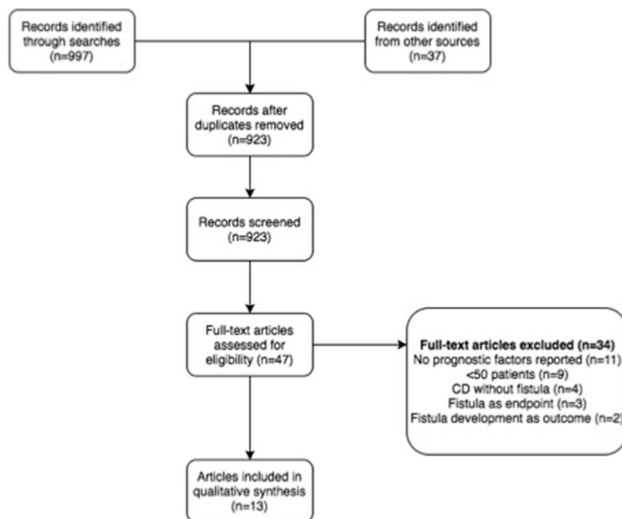 Records identified
through searches
(n=997)
Records identified
from other sources
(n=37)
Records after
duplicates removed
(n=923)
Records screened
(n=923)
Full-text articles
assessed for
eligibility (n=47)
Full-text articles excluded (n=34)
No prognostic factors reported (n=11)
<50 patients (n=9)
CD without fistula (n=4)
Fistula as endpoint (n=3)
Fistula development as outcome (n=2)
Articles included in
qualitative synthesis
(n=13)